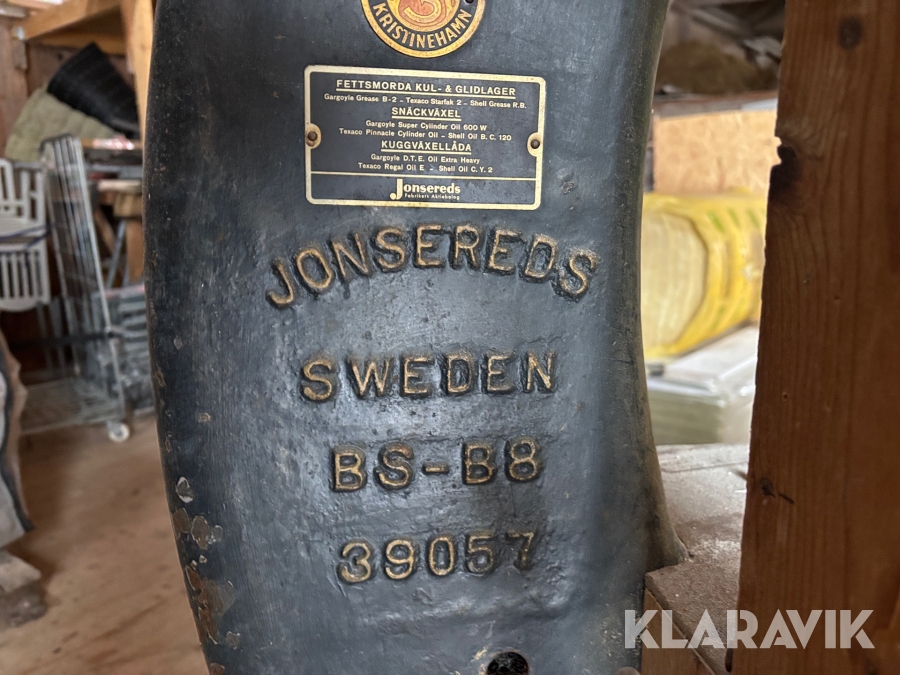 KRISTINEHAMN
FETTSMORDA KUL- & GLIDLAGER
Gargoyle Grease B-2 - Texaco Starfak 2 - Shell Grease R.B.
SNÄCKVÄXEL
Gargoyle Super Cylinder Oil 600 W
Texaco Pinnacle Cylinder Oil - Shell Oil B.C. 120
KUGGVÄXELLÅDA
Gargoyle D.T.E. Oil Extra Heavy
Texaco Regal Oil E - Shell Oil C.Y. 2
Jonsereds
Fabrikers Aktiebolag
JONSEREDS
SWEDEN
BS-B8
39057
KLARAVIK